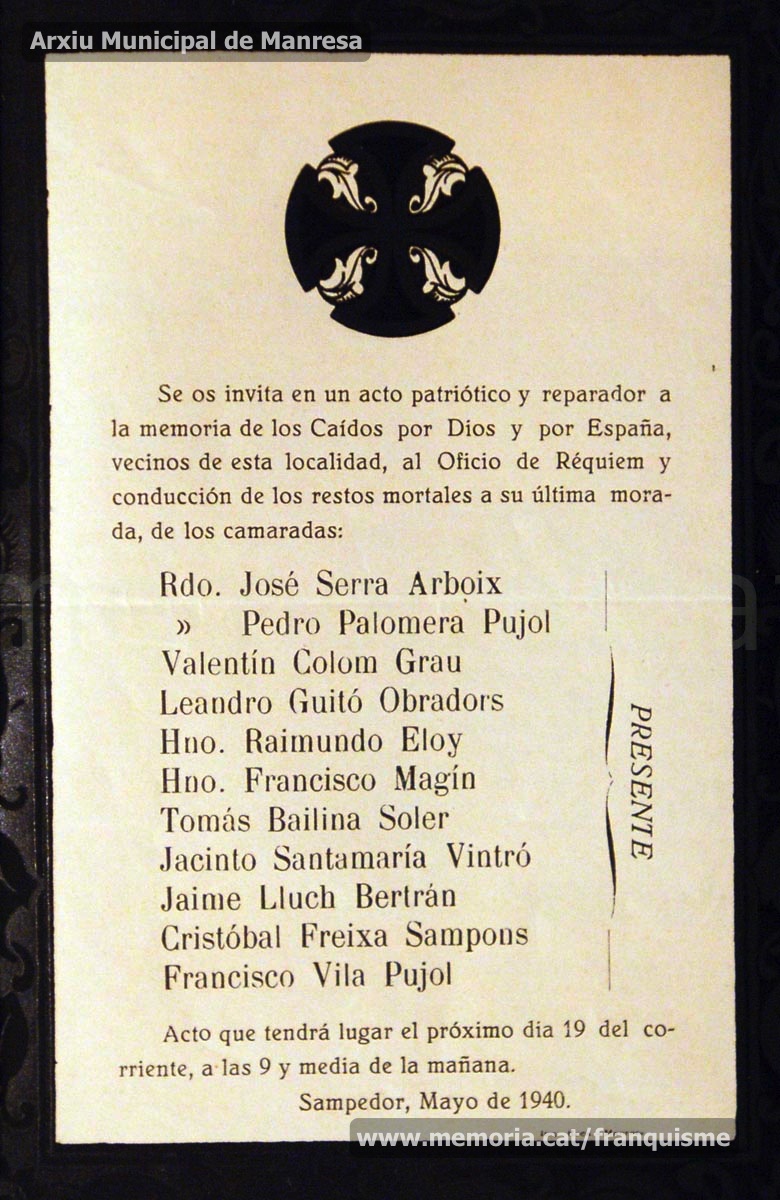 Arxiu Municipal de Manresa
Se os invita en un acto patriótico y reparador a
la memoria de los Caídos por Dios y por España,
vecinos de esta localidad, al Oficio de Réquiem y
conducción de los restos mortales a su última mora-
da, de los camaradas:
Rdo. José Serra Arboix
» Pedro Palomera Pujol
Valentín Colom Grau
Leandro Guitó Obradors
Hno. Raimundo Eloy
Hno. Francisco Magín
Tomás Bailina Soler
Jacinto Santamaría Vintró
Jaime Lluch Bertrán
Cristóbal Freixa Sampons
Francisco Vila Pujol
PRESENTE
Acto que tendrá lugar el próximo dia 19 del co-
rriente, a las 9 y media de la mañana.
Sampedor, Mayo de 1940.
www.memoria.cat/franquisme